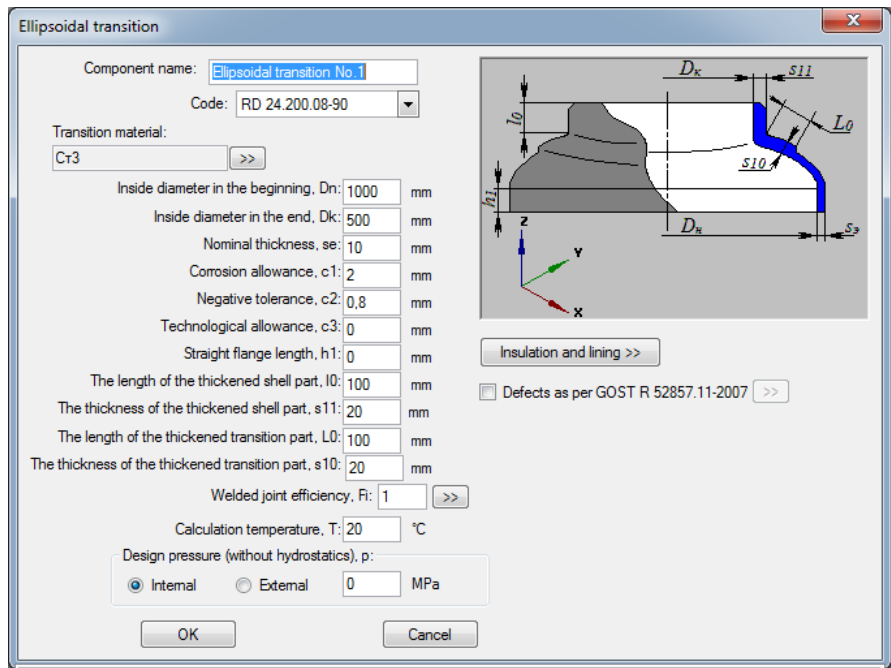 Ellipsoidal transition
x
Component name: Ellipsoidal transition No.1
Code: RD 24.200.08-90
Transition material:
Ст3 >>
Inside diameter in the beginning, Dn: 1000 mm
Inside diameter in the end, Dk: 500 mm
Nominal thickness, se: 10 mm
Corrosion allowance, c1: 2 mm
Negative tolerance, c2: 0,8 mm
Technological allowance, c3: 0 mm
Straight flange length, h1: 0 mm
The length of the thickened shell part, l0: 100 mm
The thickness of the thickened shell part, s11: 20 mm
The length of the thickened transition part, L0: 100 mm
The thickness of the thickened transition part, s10: 20 mm
Welded joint efficiency, Fi: 1 >>
Calculation temperature, T: 20 °C
Design pressure (without hydrostatics), p:
Internal External 0 MPa
OK Cancel
Dк s11
l0 L0
s10
h1
Dн sэ
Z
Y
X
Insulation and lining >>
Defects as per GOST R 52857.11-2007 >>